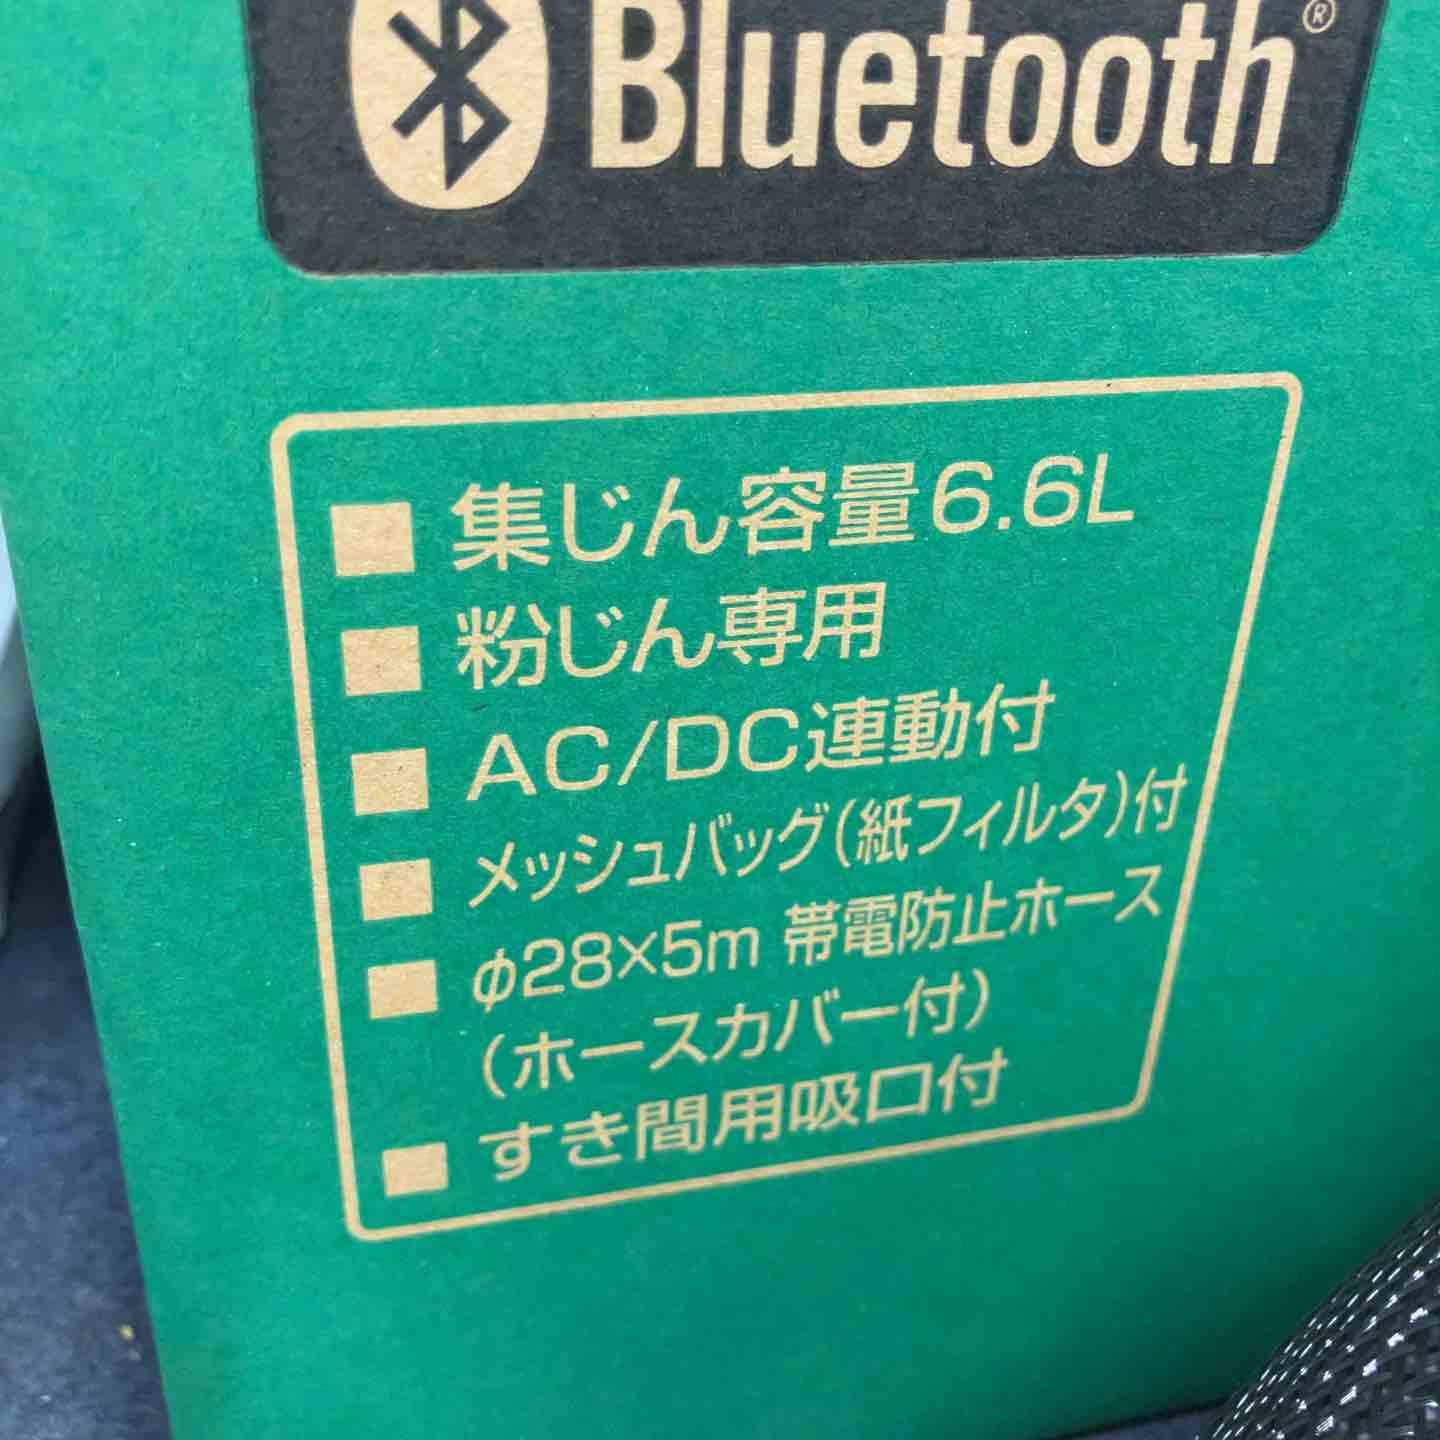 Bluetooth®
■ 集じん容量6.6L
■ 粉じん専用
■ AC/DC連動付
■ メッシュバッグ(紙フィルタ)付
■ φ28×5m 帯電防止ホース
(ホースカバー付)
■ すき間用吸口付